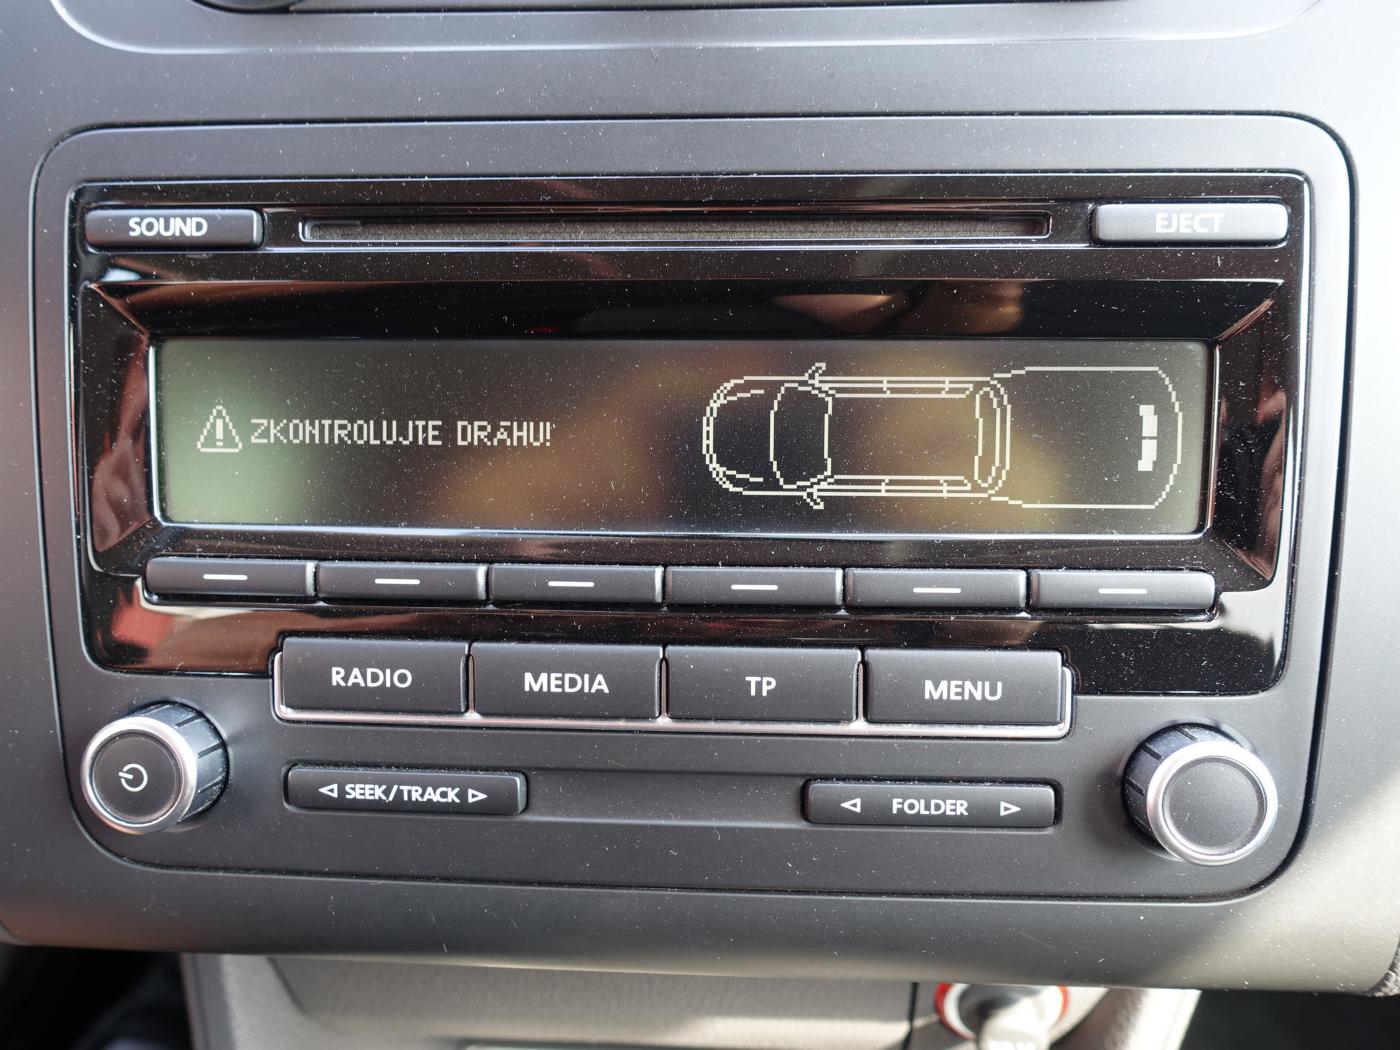 SOUND
EJECT
ZKONTROLUJTE DRÁHU!
RADIO
MEDIA
TP
MENU
SEEK/TRACK
FOLDER